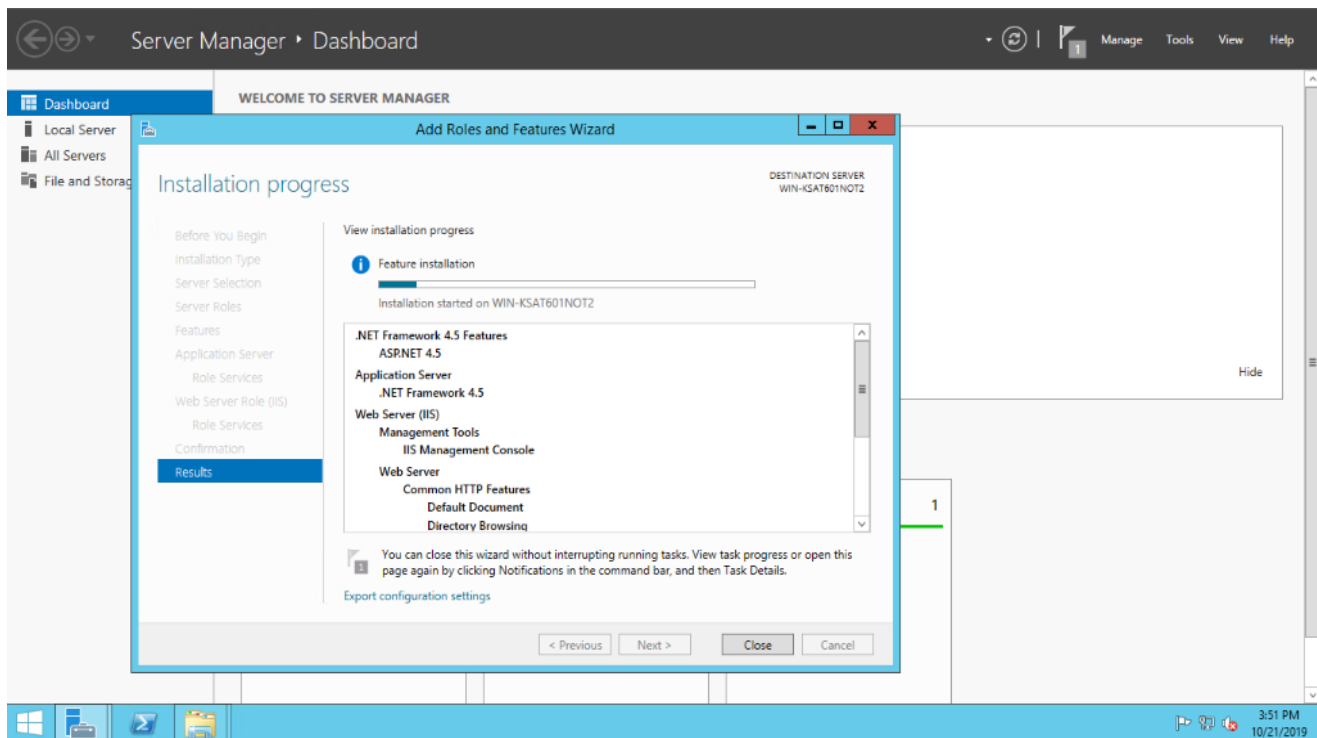 Server Manager ‣ Dashboard
1
Manage
Tools
View
Help
Dashboard
Local Server
All Servers
File and Storag
WELCOME TO SERVER MANAGER
Add Roles and Features Wizard
Installation progress
DESTINATION SERVER
WIN-KSAT601NOT2
Before You Begin
Installation Type
Server Selection
Server Roles
Features
Application Server
Role Services
Web Server Role (IIS)
Role Services
Confirmation
Results
View installation progress
Feature installation
Installation started on WIN-KSAT601NOT2
.NET Framework 4.5 Features
ASP.NET 4.5
Application Server
.NET Framework 4.5
Web Server (IIS)
Management Tools
IIS Management Console
Web Server
Common HTTP Features
Default Document
Directory Browsing
1
You can close this wizard without interrupting running tasks. View task progress or open this
page again by clicking Notifications in the command bar, and then Task Details.
Export configuration settings
< Previous
Next >
Close
Cancel
Hide
1
3:51 PM
10/21/2019